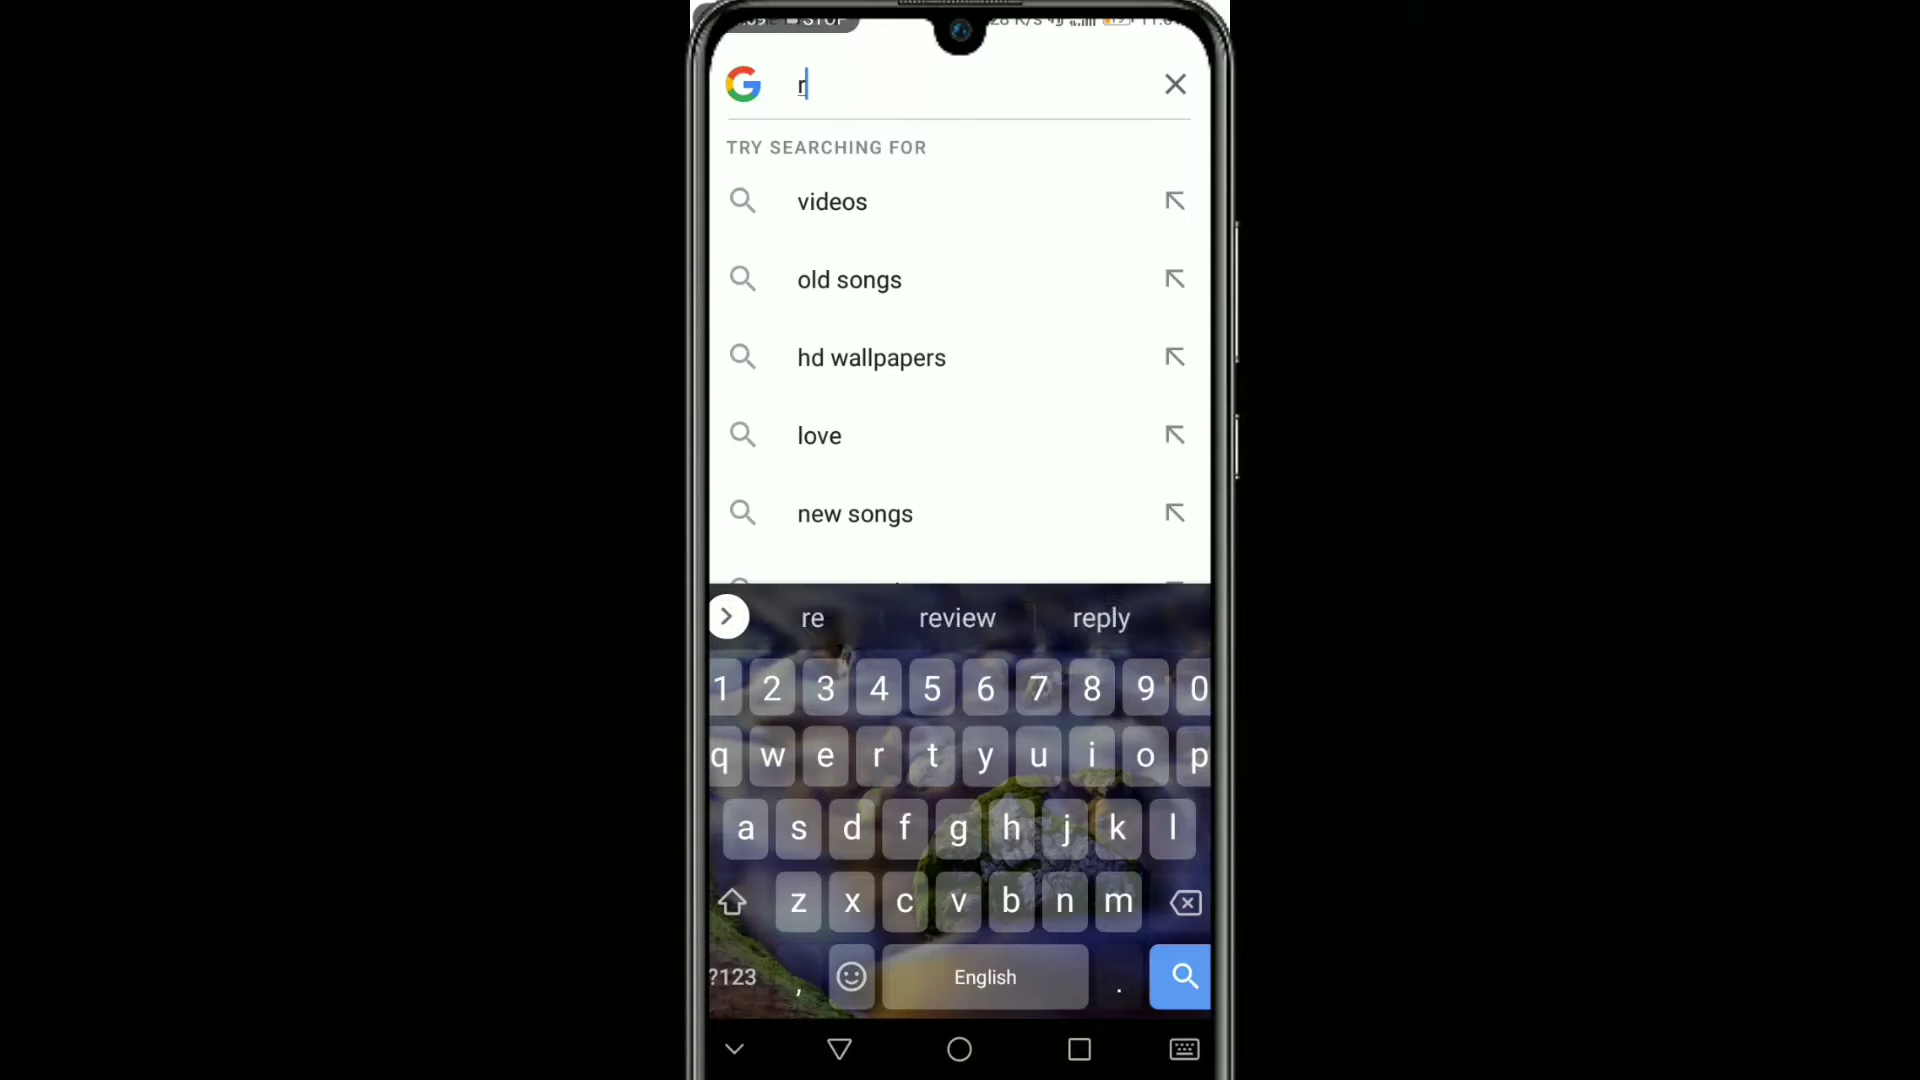 STOP
r
TRY SEARCHING FOR
videos
old songs
hd wallpapers
love
new songs
re review reply
1 2 3 4 5 6 7 8 9 0
q w e r t y u i o p
a s d f g h j k l
z x c v b n m
?123 , English .